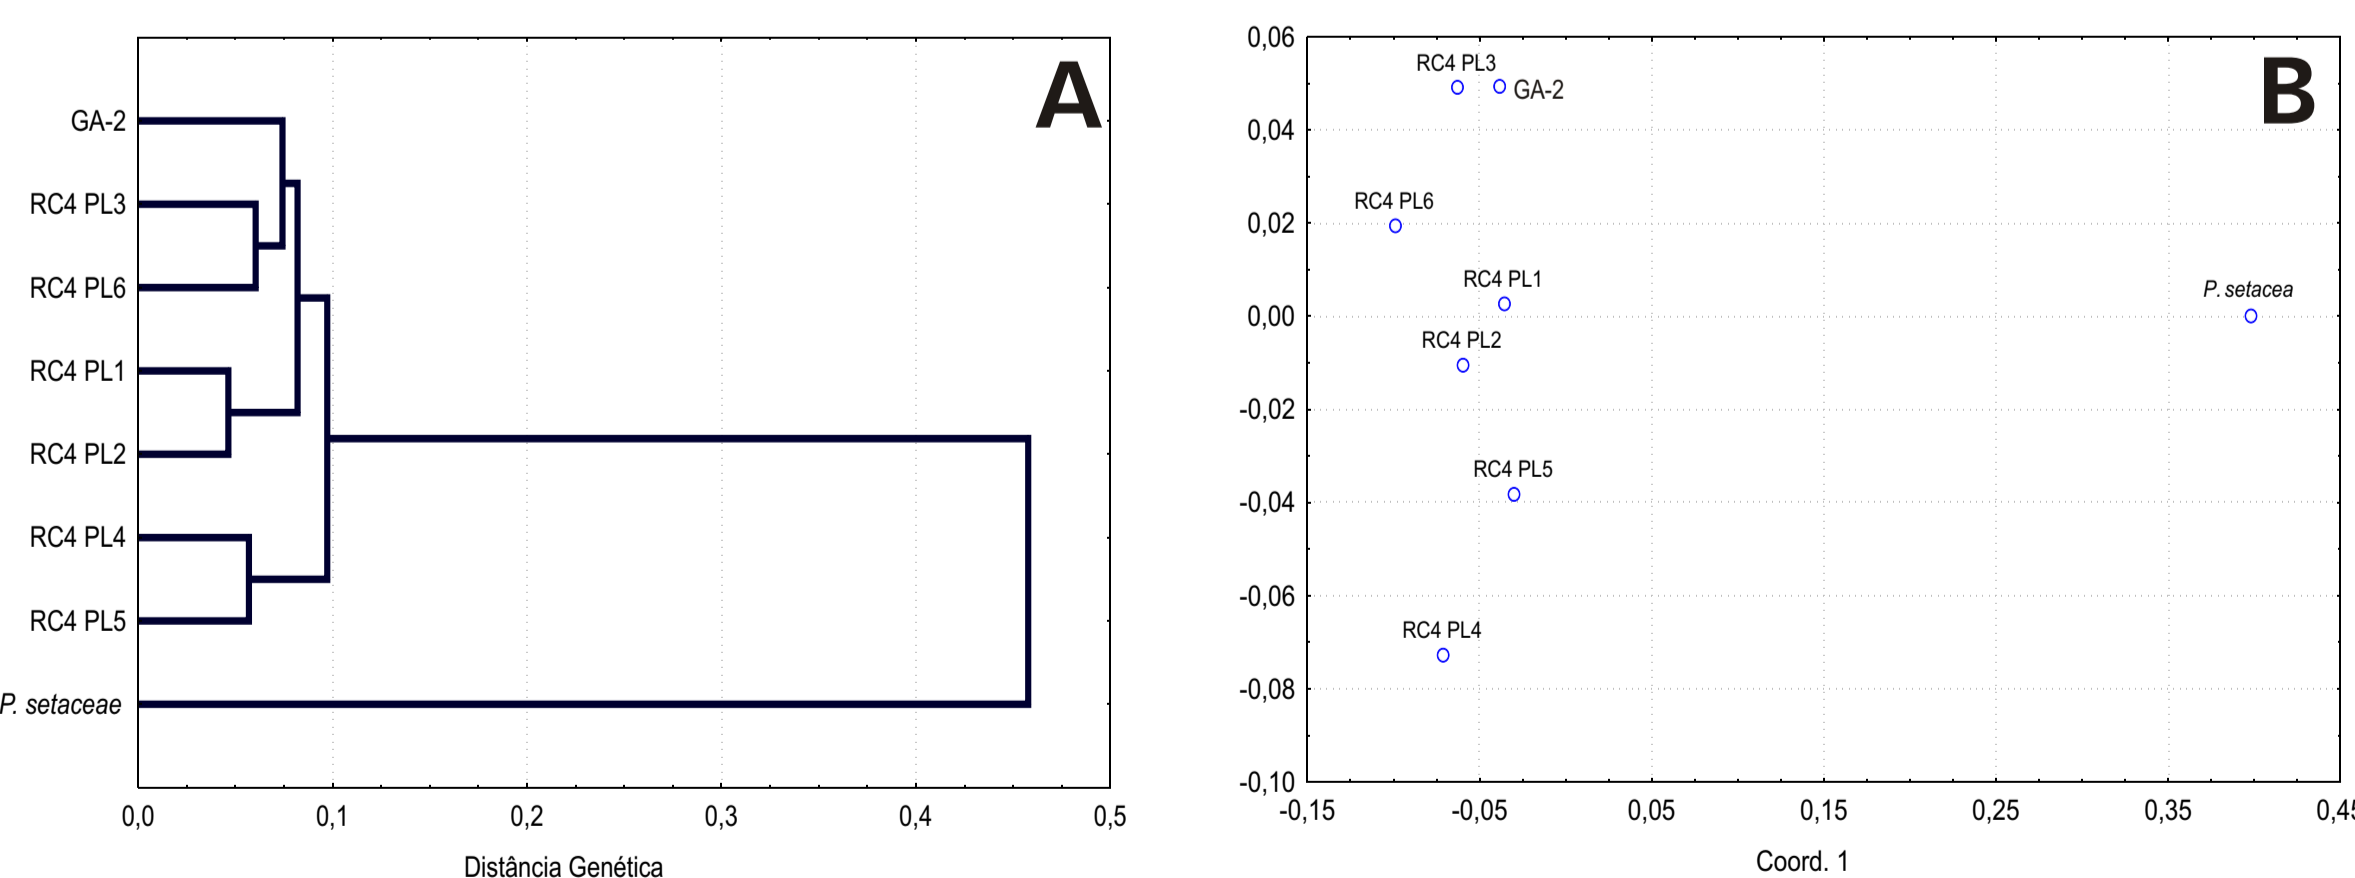 A
GA-2
RC4 PL3
RC4 PL6
RC4 PL1
RC4 PL2
RC4 PL4
RC4 PL5
P. setaceae
0,0 0,1 0,2 0,3 0,4 0,5
Distância Genética
B
0,06
0,04
0,02
0,00
-0,02
-0,04
-0,06
-0,08
-0,10
RC4 PL3
GA-2
RC4 PL6
RC4 PL1
P. setacea
RC4 PL2
RC4 PL5
RC4 PL4
-0,15 -0,05 0,05 0,15 0,25 0,35 0,45
Coord. 1